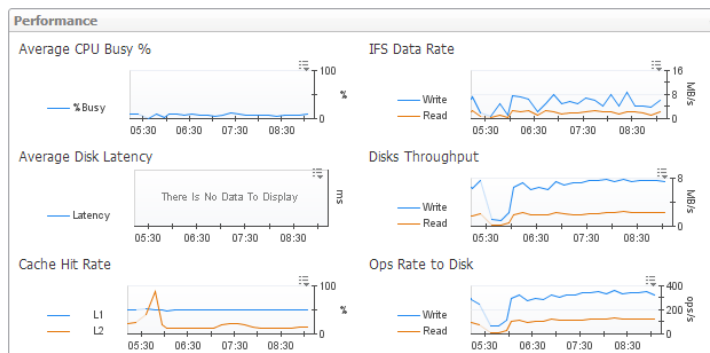 Performance
Average CPU Busy %
%Busy
100
0
%
05:30 06:30 07:30 08:30
IFS Data Rate
Write
Read
16
8
0
MB/s
05:30 06:30 07:30 08:30
Average Disk Latency
There Is No Data To Display
Latency
ms
05:30 06:30 07:30 08:30
Disks Throughput
Write
Read
8
0
MB/s
05:30 06:30 07:30 08:30
Cache Hit Rate
L1
L2
100
0
%
05:30 06:30 07:30 08:30
Ops Rate to Disk
Write
Read
400
200
0
ops/s
05:30 06:30 07:30 08:30